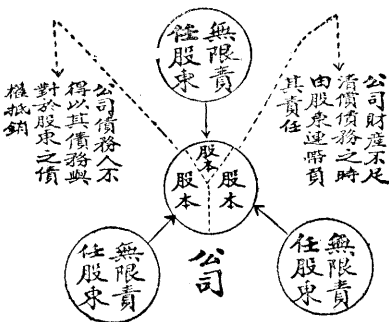 無限責
任股東
公司財產不足
清償債務之時
由股東連帶負
其責任
公司債務人不
得以其債務與
對於股東之債
權抵銷
股本
股本
股本
公司
無限責
任股東
無限責
任股東